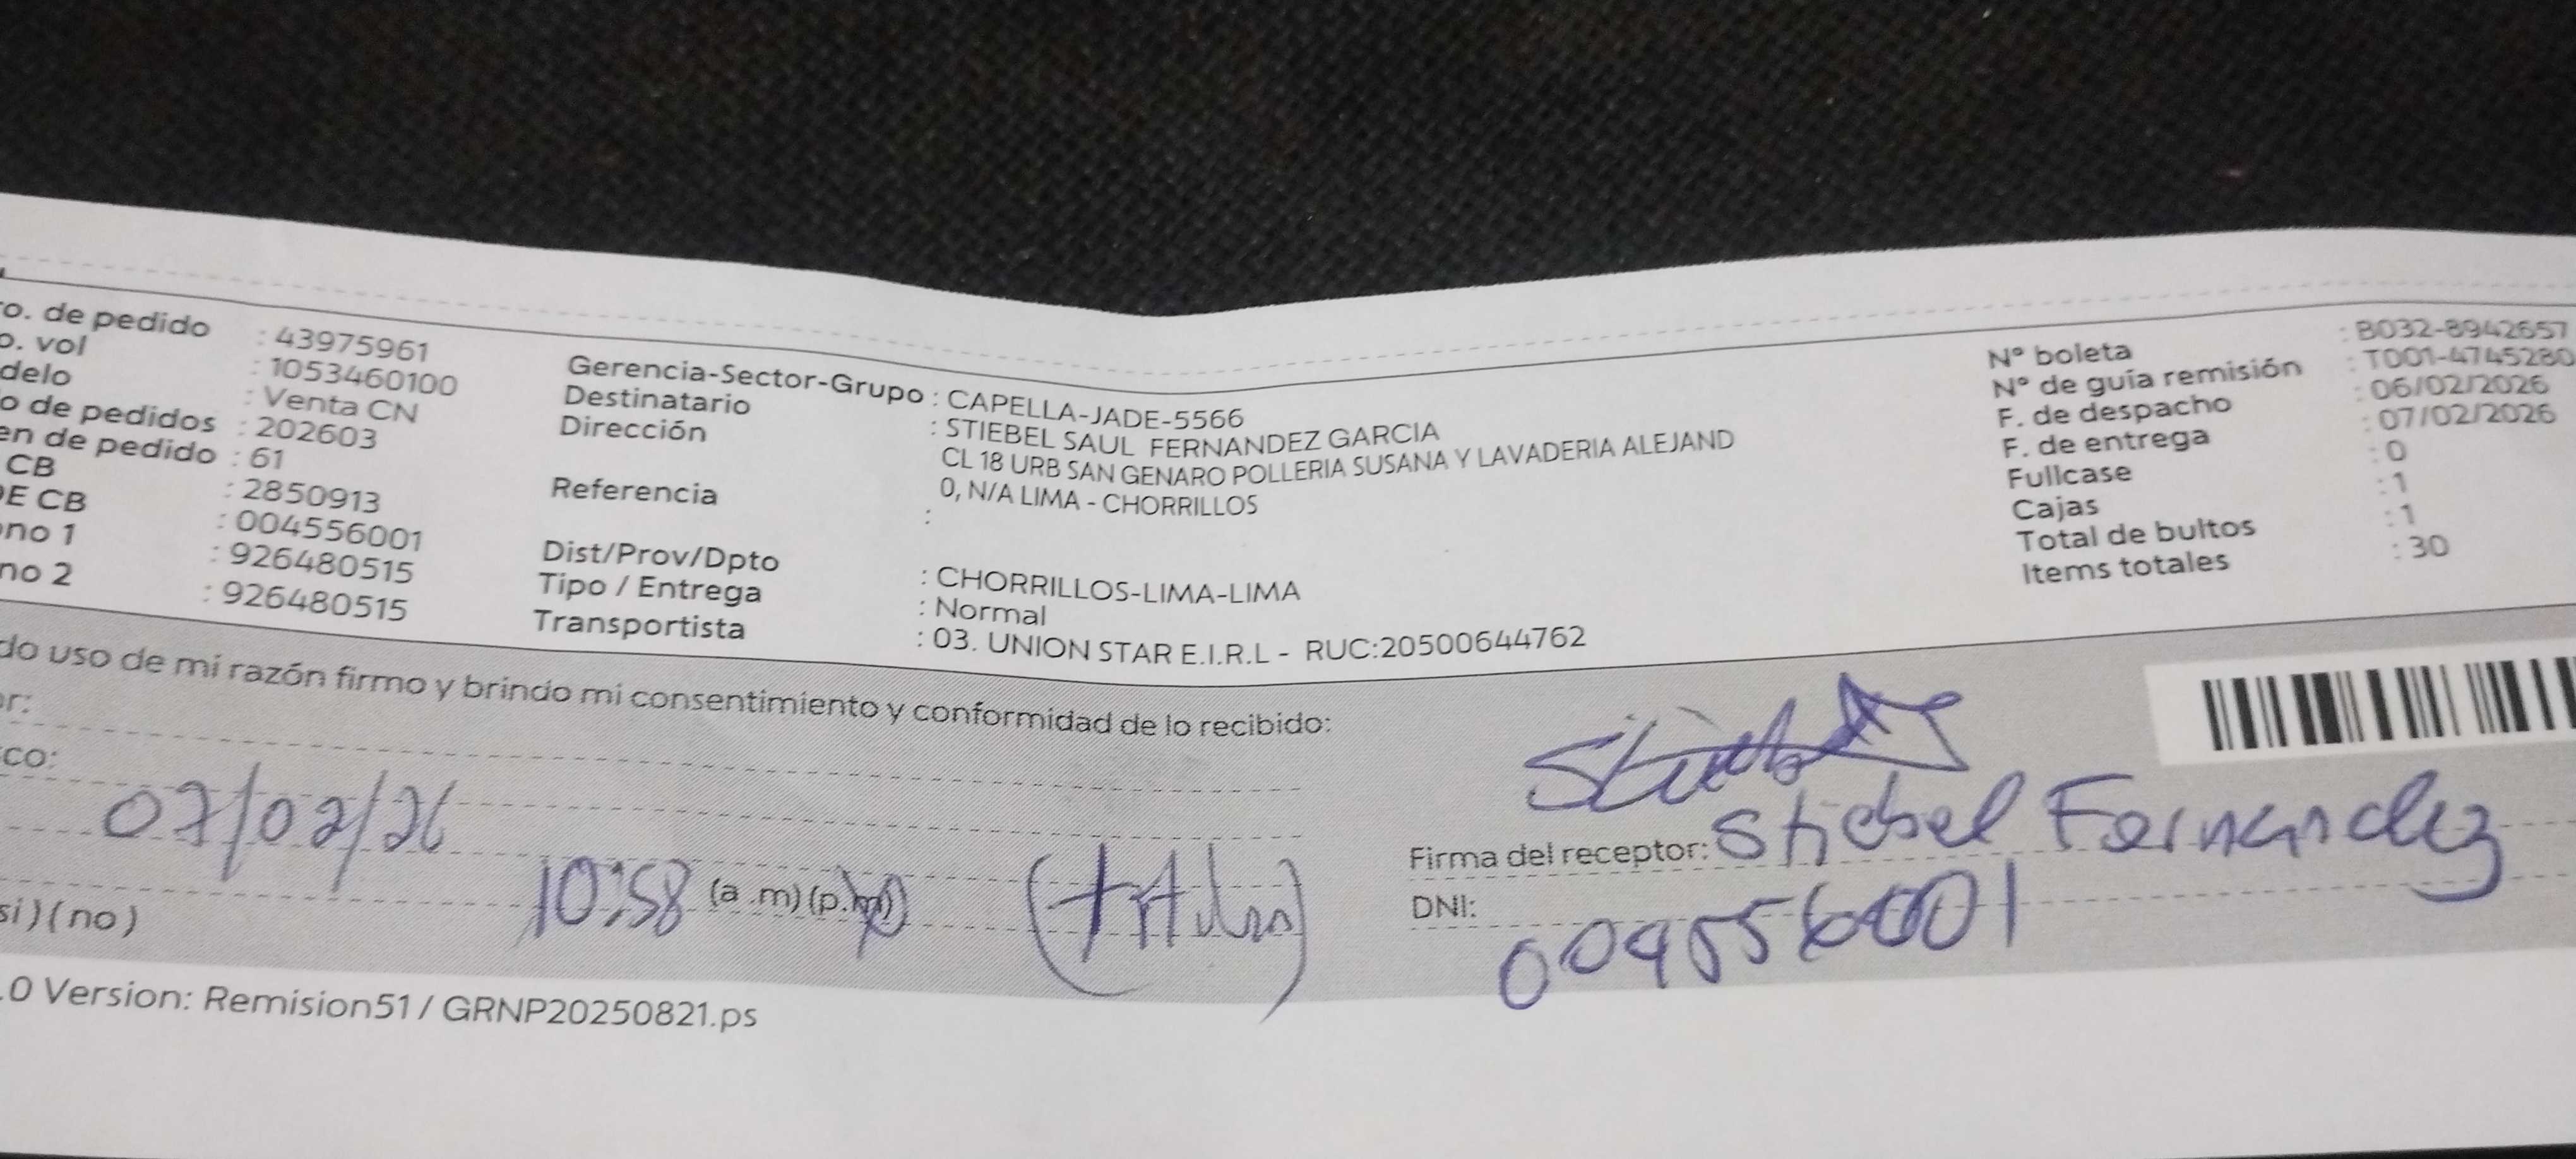 ro. de pedido : 43975961
o. vol : 1053460100
delo : Venta CN
o de pedidos : 202603
en de pedido : 61
CB : 2850913
DE CB : 004556001
ono 1 : 926480515
no 2 : 926480515
Gerencia-Sector-Grupo : CAPELLA-JADE-5566
Destinatario : STIEBEL SAUL FERNANDEZ GARCIA
Dirección CL 18 URB SAN GENARO POLLERIA SUSANA Y LAVADERIA ALEJAND
0, N/A LIMA - CHORRILLOS
Referencia :
Dist/Prov/Dpto : CHORRILLOS-LIMA-LIMA
Tipo / Entrega : Normal
Transportista : 03. UNION STAR E.I.R.L - RUC:20500644762
N° boleta : B032-8942657
N° de guía remisión : T001-4745280
F. de despacho : 06/02/2026
F. de entrega : 07/02/2026
Fullcase : 0
Cajas : 1
Total de bultos : 1
Items totales : 30
do uso de mi razón firmo y brindo mi consentimiento y conformidad de lo recibido:
or:
co:
07/02/26
10:58 (a .m) (p.m)
si ) ( no )
Firma del receptor: Stiebel Fernandez
DNI: 004556001
.0 Version: Remision51 / GRNP20250821.ps